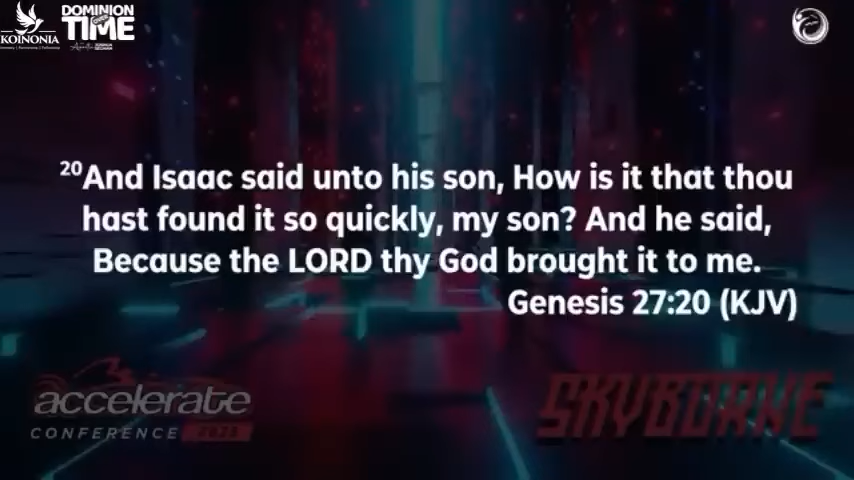 KOINONIA
DOMINION
TIME
20And Isaac said unto his son, How is it that thou
hast found it so quickly, my son? And he said,
Because the LORD thy God brought it to me.
Genesis 27:20 (KJV)
accelerate
CONFERENCE
SKYBORNE